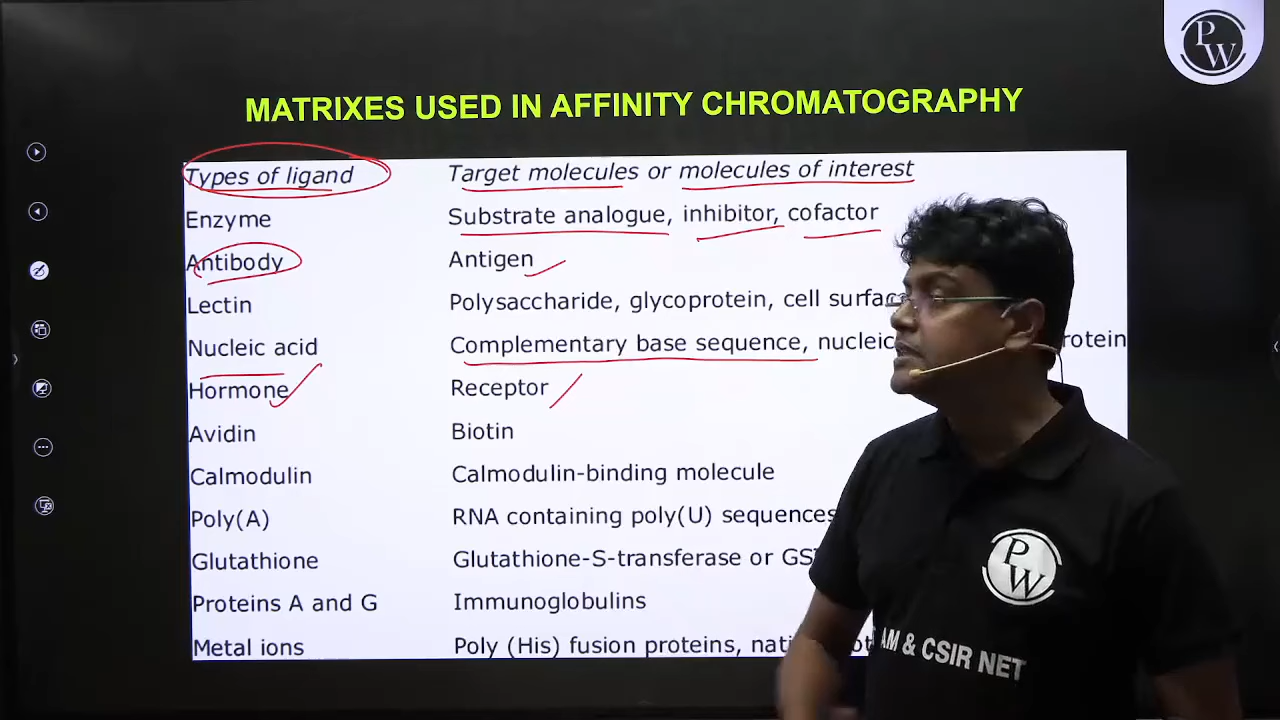 PW
MATRIXES USED IN AFFINITY CHROMATOGRAPHY
Types of ligand Target molecules or molecules of interest
Enzyme Substrate analogue, inhibitor, cofactor
Antibody Antigen
Lectin Polysaccharide, glycoprotein, cell
Nucleic acid Complementary base sequence,
Hormone Receptor
Avidin Biotin
Calmodulin Calmodulin-binding molecule
Poly(A) RNA containing poly(U) sequences
Glutathione Glutathione-S-transferase or
Proteins A and G Immunoglobulins
Metal ions Poly (His) fusion proteins,
PW
AM & CSIR NET